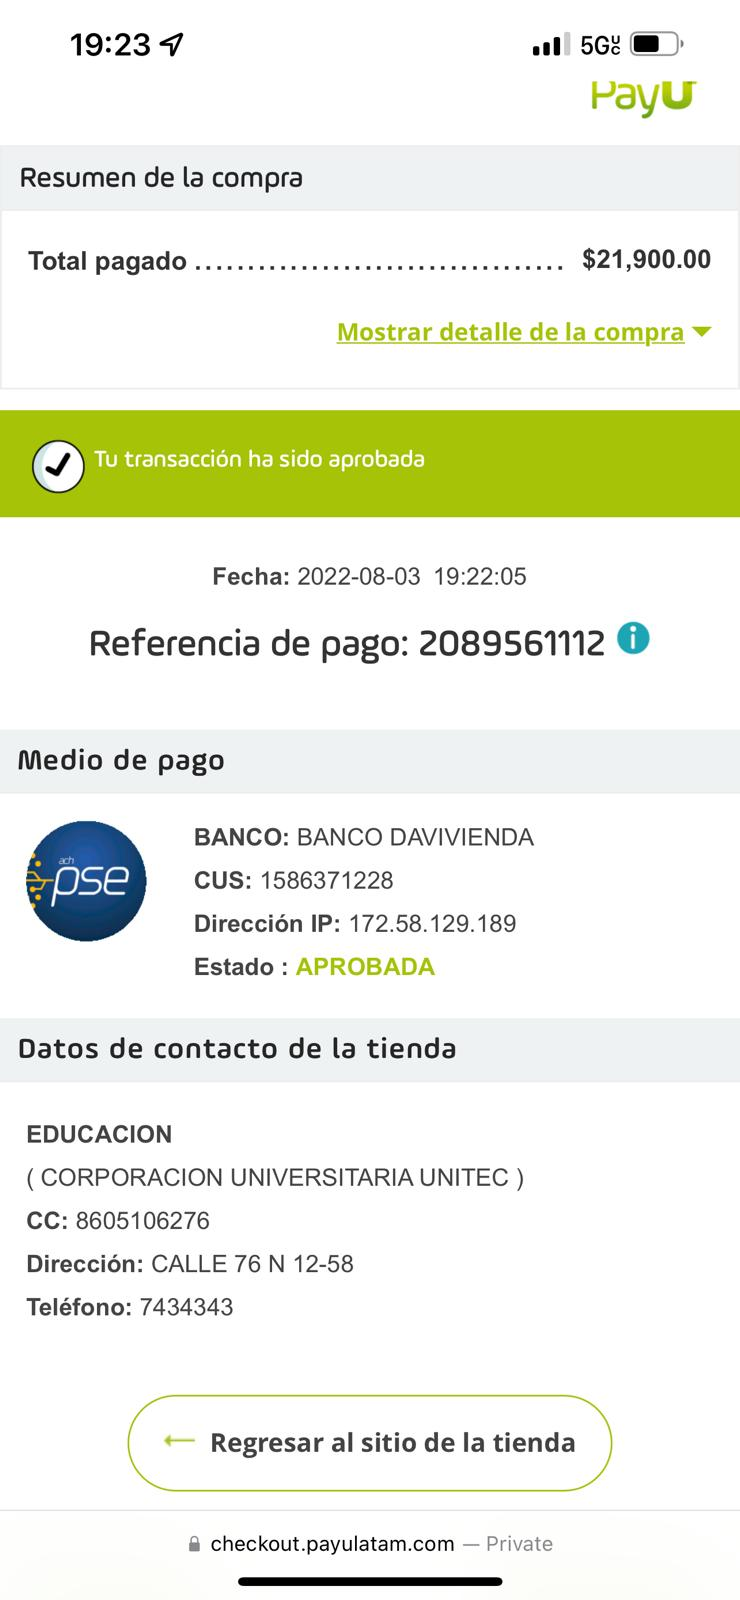 19:23
5GUC
PayU
Resumen de la compra
Total pagado ................................... $21,900.00
Mostrar detalle de la compra
Tu transacción ha sido aprobada
Fecha: 2022-08-03 19:22:05
Referencia de pago: 2089561112 i
Medio de pago
ach
pse
BANCO: BANCO DAVIVIENDA
CUS: 1586371228
Dirección IP: 172.58.129.189
Estado : APROBADA
Datos de contacto de la tienda
EDUCACION
( CORPORACION UNIVERSITARIA UNITEC )
CC: 8605106276
Dirección: CALLE 76 N 12-58
Teléfono: 7434343
Regresar al sitio de la tienda
checkout.payulatam.com — Private